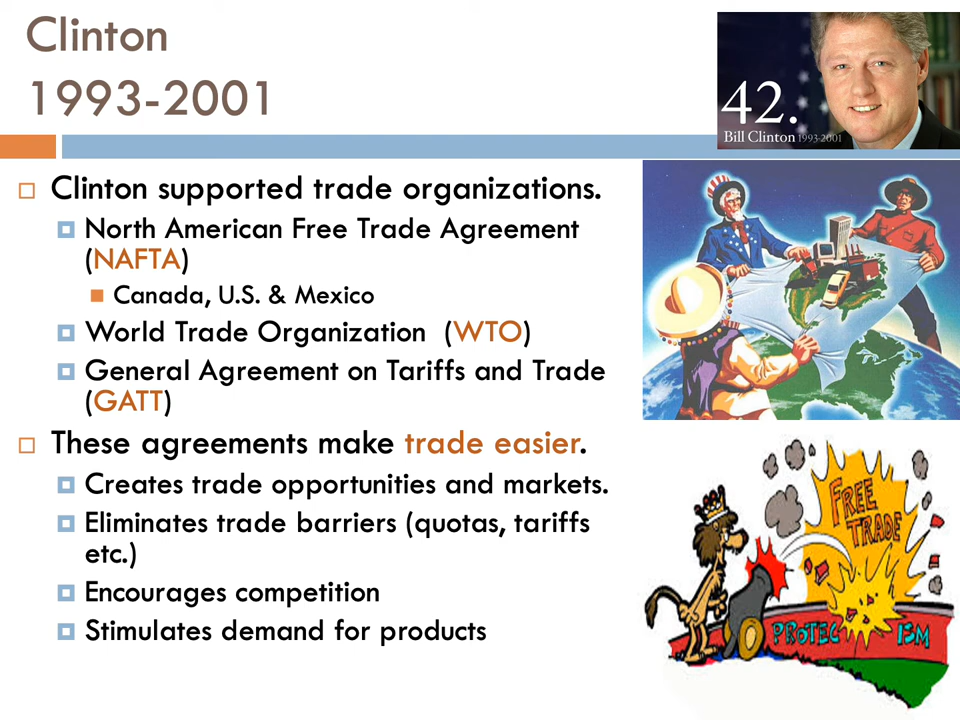 Clinton
1993-2001
42.
Bill Clinton 1993-2001
Clinton supported trade organizations.
North American Free Trade Agreement
(NAFTA)
Canada, U.S. & Mexico
World Trade Organization (WTO)
General Agreement on Tariffs and Trade
(GATT)
These agreements make trade easier.
Creates trade opportunities and markets.
Eliminates trade barriers (quotas, tariffs
etc.)
Encourages competition
Stimulates demand for products
FREE
TRADE
PROTEC ISM